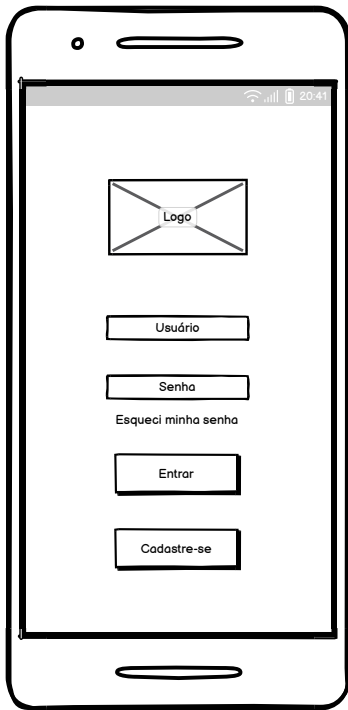 20:41
Logo
Usuário
Senha
Esqueci minha senha
Entrar
Cadastre-se